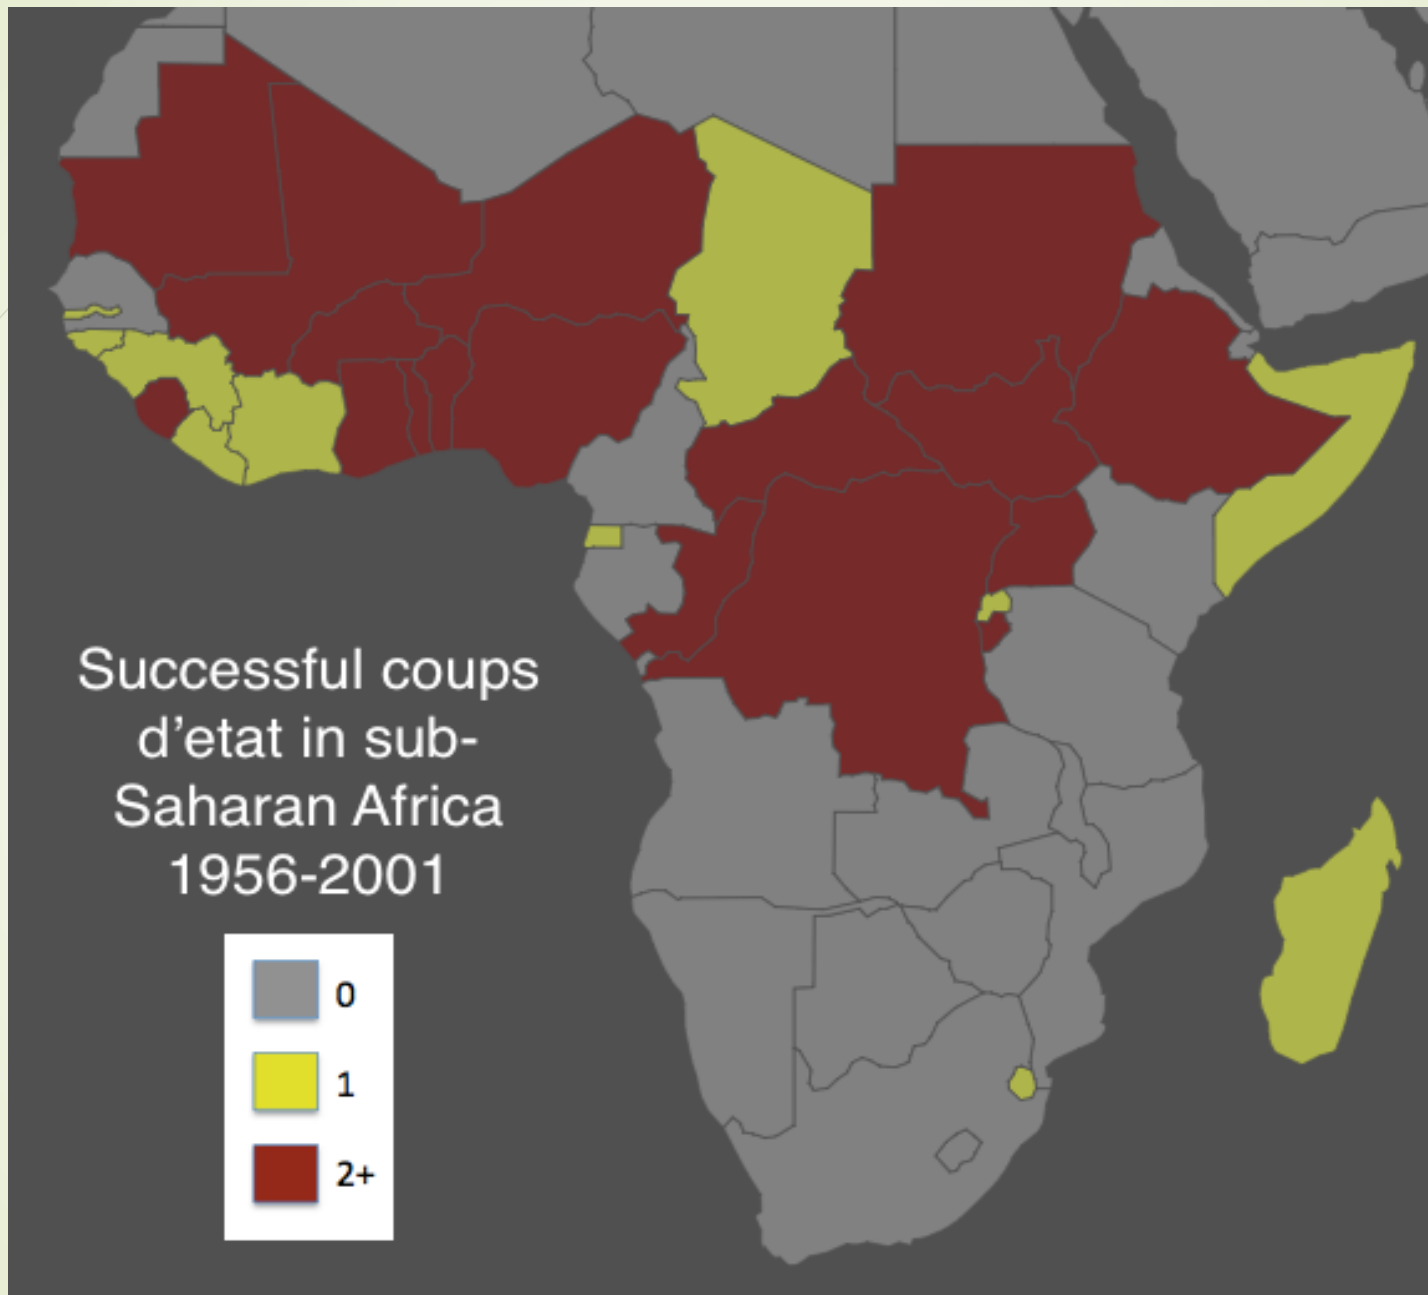 Successful coups
d’etat in sub-
Saharan Africa
1956-2001
0
1
2+